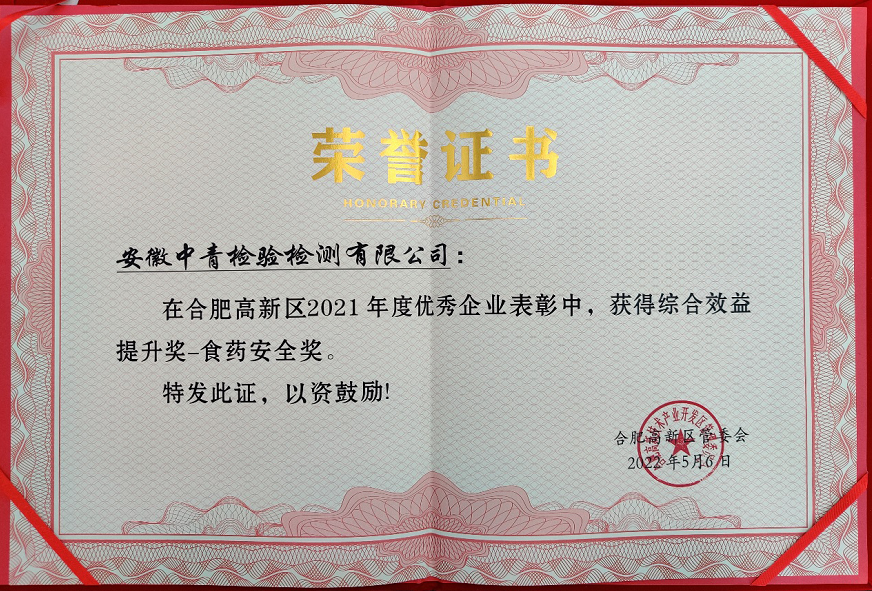 荣誉证书
HONORARY CREDENTIAL
安徽中青检验检测有限公司：
在合肥高新区2021年度优秀企业表彰中，获得综合效益
提升奖-食药安全奖。
特发此证，以资鼓励!
合肥高新区管委会
2022年5月6日